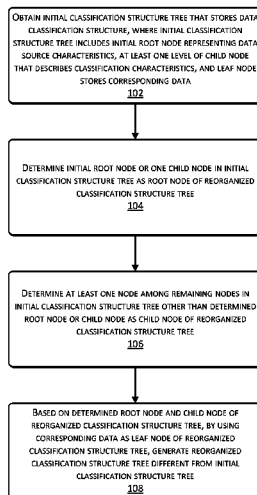 OBTAIN INITIAL CLASSIFICATION STRUCTURE TREE THAT STORES DATA
CLASSIFICATION STRUCTURE, WHERE INITIAL CLASSIFICATION
STRUCTURE TREE INCLUDES INITIAL ROOT NODE REPRESENTING DATA
SOURCE CHARACTERISTICS, AT LEAST ONE LEVEL OF CHILD NODE
THAT DESCRIBES CLASSIFICATION CHARACTERISTICS, AND LEAF NODE
STORES CORRESPONDING DATA
102
DETERMINE INITIAL ROOT NODE OR ONE CHILD NODE IN INITIAL
CLASSIFICATION STRUCTURE TREE AS ROOT NODE OF REORGANIZED
CLASSIFICATION STRUCTURE TREE
104
DETERMINE AT LEAST ONE NODE AMONG REMAINING NODES IN
INITIAL CLASSIFICATION STRUCTURE TREE OTHER THAN DETERMINED
ROOT NODE OR CHILD NODE AS CHILD NODE OF REORGANIZED
CLASSIFICATION STRUCTURE TREE
106
BASED ON DETERMINED ROOT NODE AND CHILD NODE OF
REORGANIZED CLASSIFICATION STRUCTURE TREE, BY USING
CORRESPONDING DATA AS LEAF NODE OF REORGANIZED
CLASSIFICATION STRUCTURE TREE, GENERATE REORGANIZED
CLASSIFICATION STRUCTURE TREE DIFFERENT FROM INITIAL
CLASSIFICATION STRUCTURE TREE
108